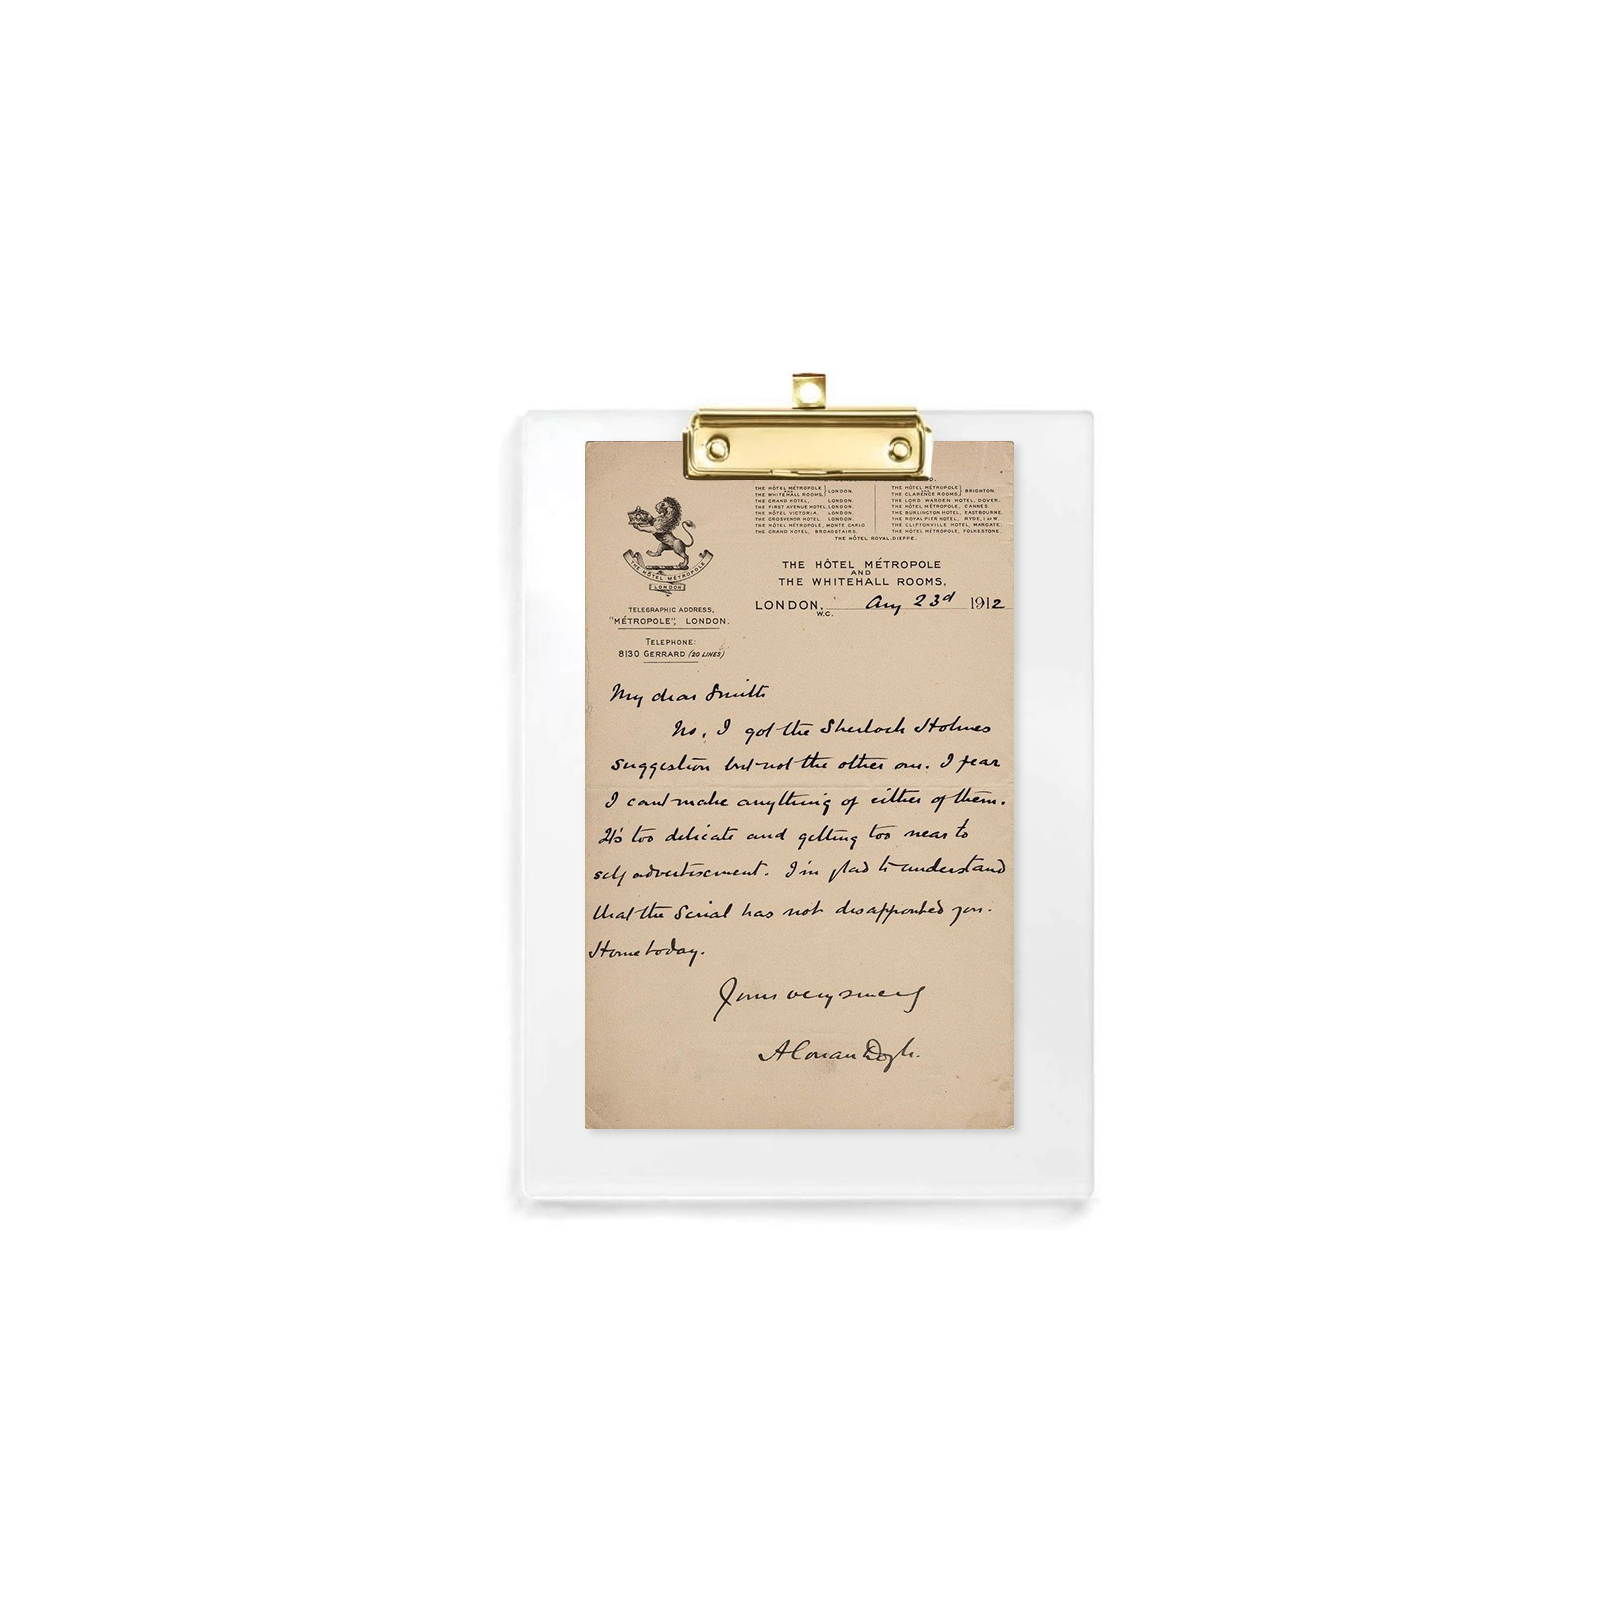 THE HÔTEL MÉTROPOLE
THE WHITEHALL ROOMS, } LONDON.
THE GRAND HOTEL, LONDON.
THE FIRST AVENUE HOTEL, LONDON.
THE HÔTEL VICTORIA. LONDON.
THE GROSVENOR HOTEL LONDON.
THE HÔTEL MÉTROPOLE, MONTE CARLO
THE GRAND HOTEL, BROADSTAIRS.
THE HÔTEL MÉTROPOLE
THE CLARENCE ROOMS, } BRIGHTON.
THE LORD WARDEN HOTEL, DOVER.
THE HÔTEL MÉTROPOLE, CANNES.
THE BURLINGTON HOTEL, EASTBOURNE.
THE ROYAL PIER HOTEL, RYDE, I of W.
THE CLIFTONVILLE HOTEL, MARGATE.
THE HÔTEL MÉTROPOLE, FOLKESTONE.
THE HÔTEL ROYAL, DIEPPE.
THE HÔTEL MÉTROPOLE
LONDON
TELEGRAPHIC ADDRESS,
"MÉTROPOLE", LONDON.
TELEPHONE:
8130 GERRARD (20 LINES)
THE HÔTEL MÉTROPOLE
AND
THE WHITEHALL ROOMS,
LONDON, W.C. Aug 23d 1912
My dear Smith
No, I got the Sherlock Holmes
suggestion but not the other one. I fear
I cant make anything of either of them.
It's too delicate and getting too near to
self advertisement. I'm glad to understand
that the Serial has not disappointed you.
Home today.
Yours very sincerely
A Conan Doyle.